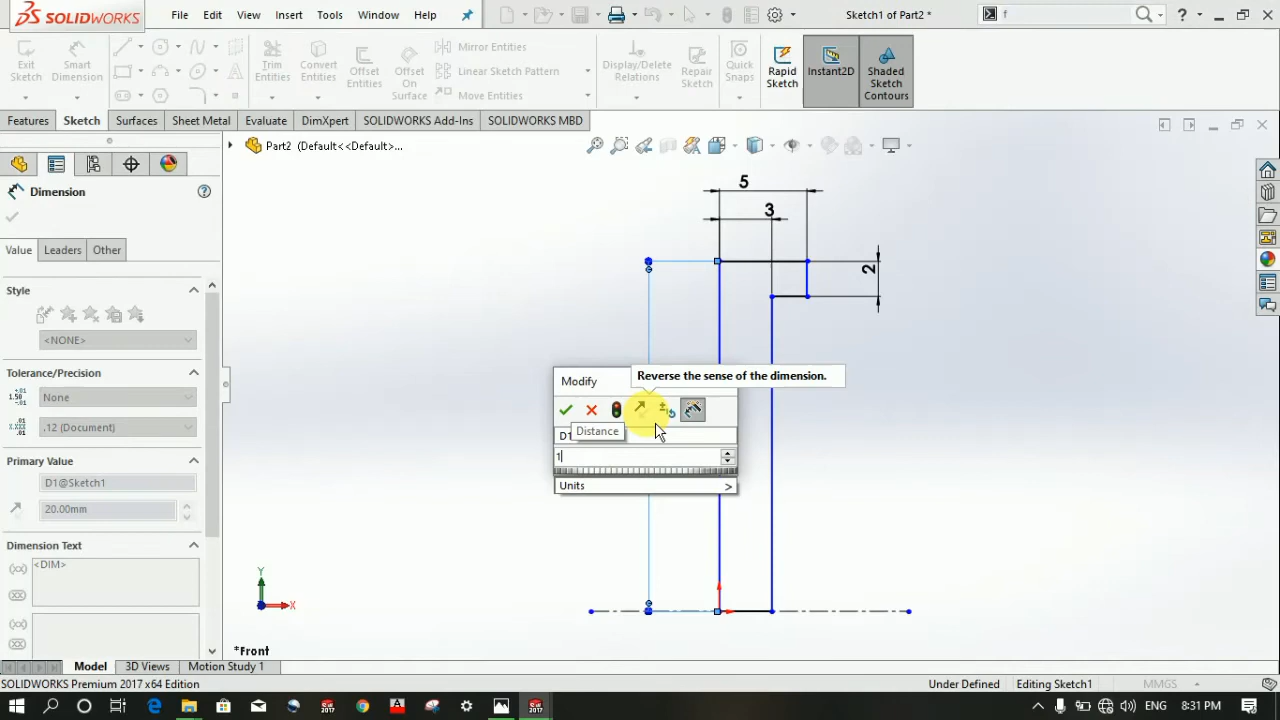 SOLIDWORKS File Edit View Insert Tools Window Help Sketch1 of Part2 * f ?
Exit Sketch
Smart Dimension
Trim Entities
Convert Entities
Offset Entities
Offset On Surface
Mirror Entities
Linear Sketch Pattern
Move Entities
Display/Delete Relations
Repair Sketch
Quick Snaps
Rapid Sketch
Instant2D
Shaded Sketch Contours
Features Sketch Surfaces Sheet Metal Evaluate DimXpert SOLIDWORKS Add-Ins SOLIDWORKS MBD
Part2 (Default<<Default>...
Dimension
Value Leaders Other
Style
<NONE>
Tolerance/Precision
None
.12 (Document)
Primary Value
D1@Sketch1
20.00mm
Dimension Text
<DIM>
5
3
2
Reverse the sense of the dimension.
Modify
Distance
D1
1
Units >
Y
X
*Front
Model 3D Views Motion Study 1
SOLIDWORKS Premium 2017 x64 Edition Under Defined Editing Sketch1 MMGS
ENG 8:31 PM